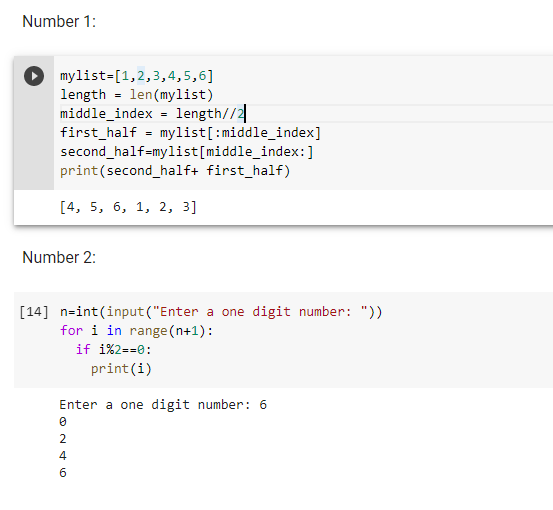 Number 1:
mylist=[1,2,3,4,5,6]
length = len(mylist)
middle_index = length//2
first_half = mylist[:middle_index]
second_half=mylist[middle_index:]
print(second_half+ first_half)
[4, 5, 6, 1, 2, 3]
Number 2:
[14] n=int(input("Enter a one digit number: "))
for i in range(n+1):
  if i%2==0:
    print(i)
Enter a one digit number: 6
0
2
4
6